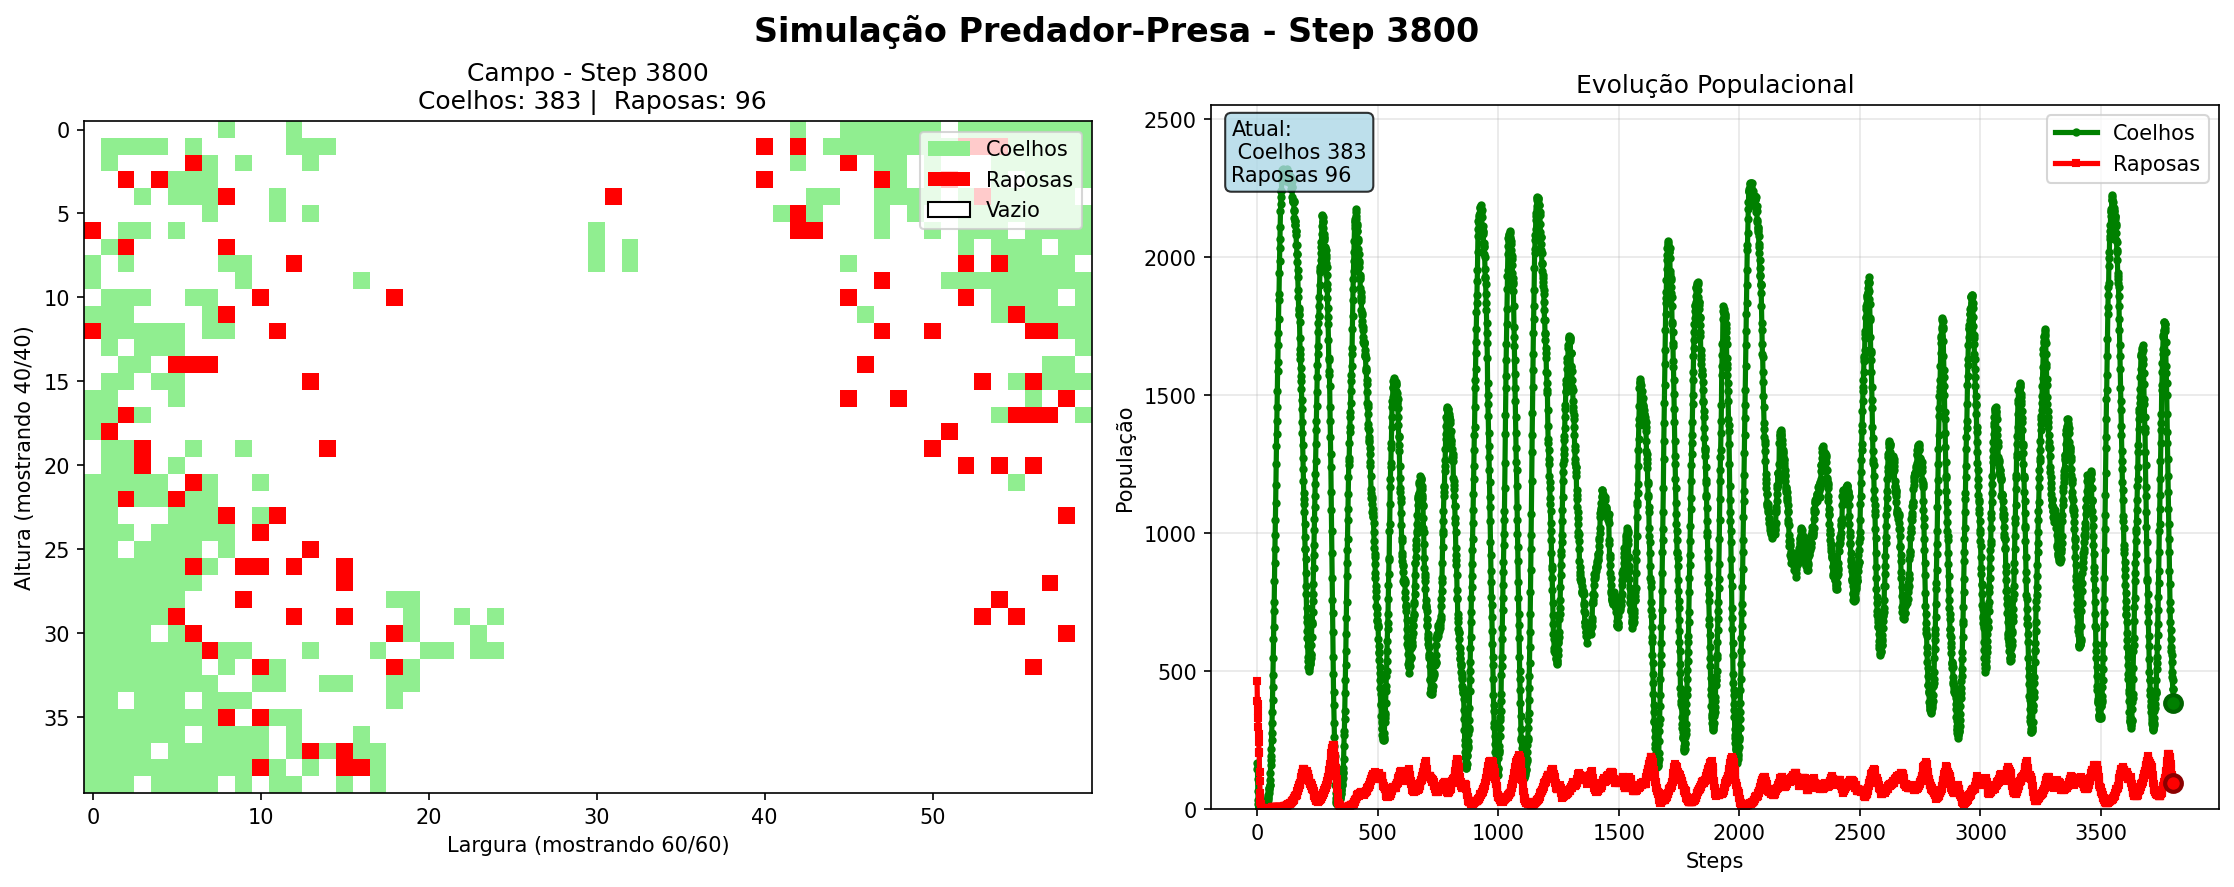 Simulação Predador-Presa - Step 3800
Campo - Step 3800
Coelhos: 383 |  Raposas: 96
Coelhos
Raposas
Vazio
0
5
10
15
20
25
30
35
Altura (mostrando 40/40)
0
10
20
30
40
50
Largura (mostrando 60/60)
Evolução Populacional
Atual:
Coelhos 383
Raposas 96
Coelhos
Raposas
2500
2000
1500
1000
500
0
População
0
500
1000
1500
2000
2500
3000
3500
Steps